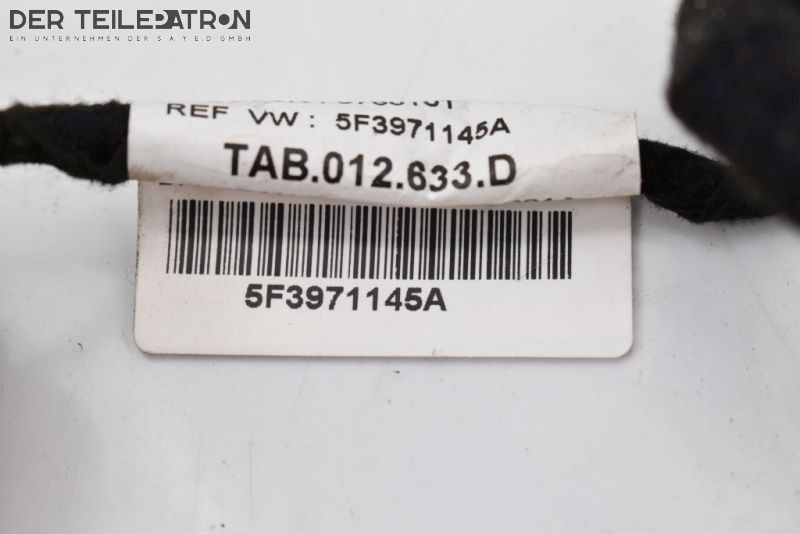 DER TEILEPATRON
EIN UNTERNEHMEN DER S A Y E . D GMBH
REF VW : 5F3971145A
TAB.012.633.D
5F3971145A